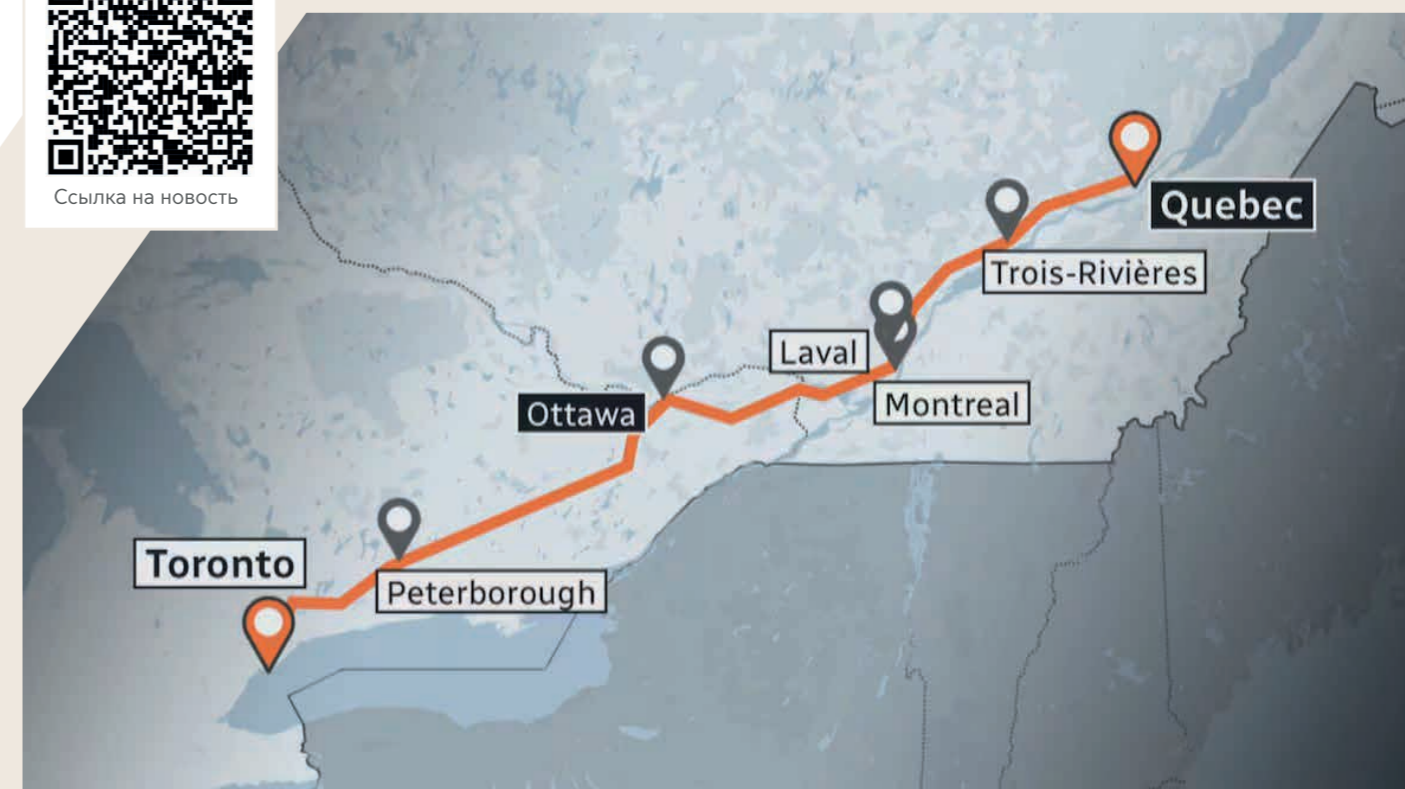 Ссылка на новость
Quebec
Trois-Rivières
Laval
Montreal
Ottawa
Toronto
Peterborough